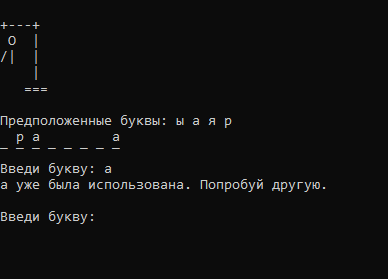 +---+
 O  |
/|  |
    |
   ===
Предположенные буквы: ы а я р
_ р а _ _ _ _ а
Введи букву: а
а уже была использована. Попробуй другую.
Введи букву: